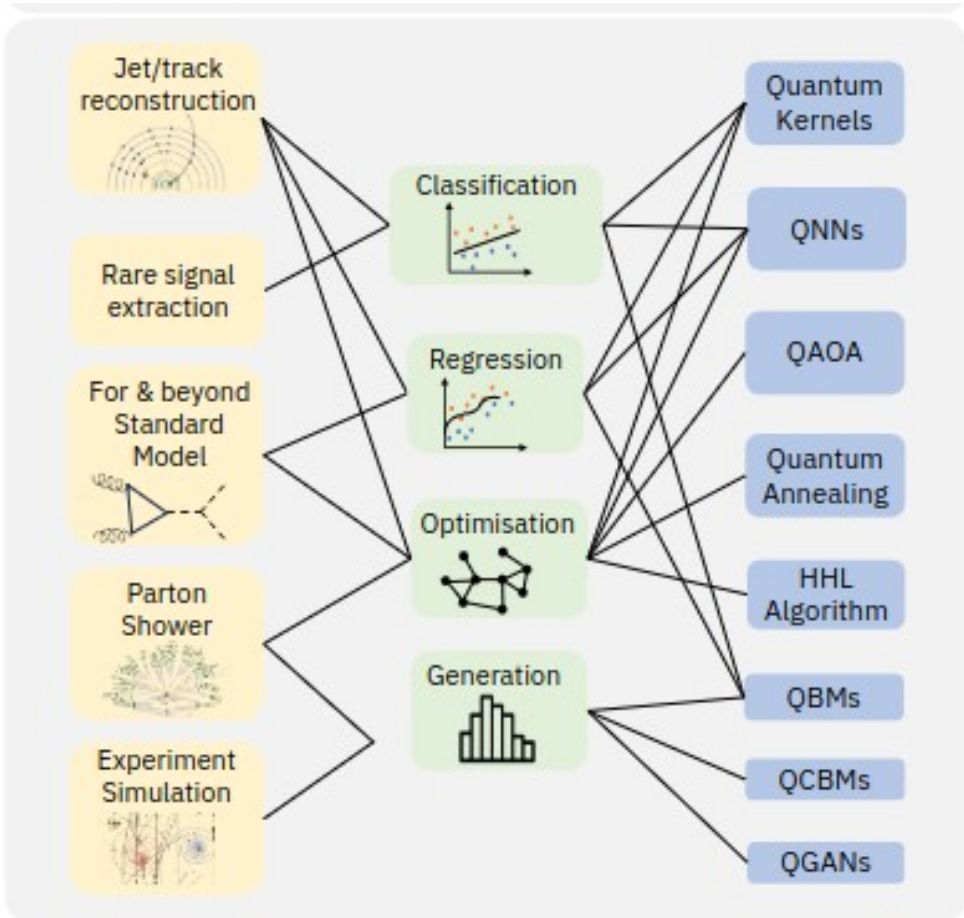 Jet/track
reconstruction
Rare signal
extraction
For & beyond
Standard
Model
Parton
Shower
Experiment
Simulation
Classification
Regression
Optimisation
Generation
Quantum
Kernels
QNNs
QAOA
Quantum
Annealing
HHL
Algorithm
QBMs
QCBMs
QGANs